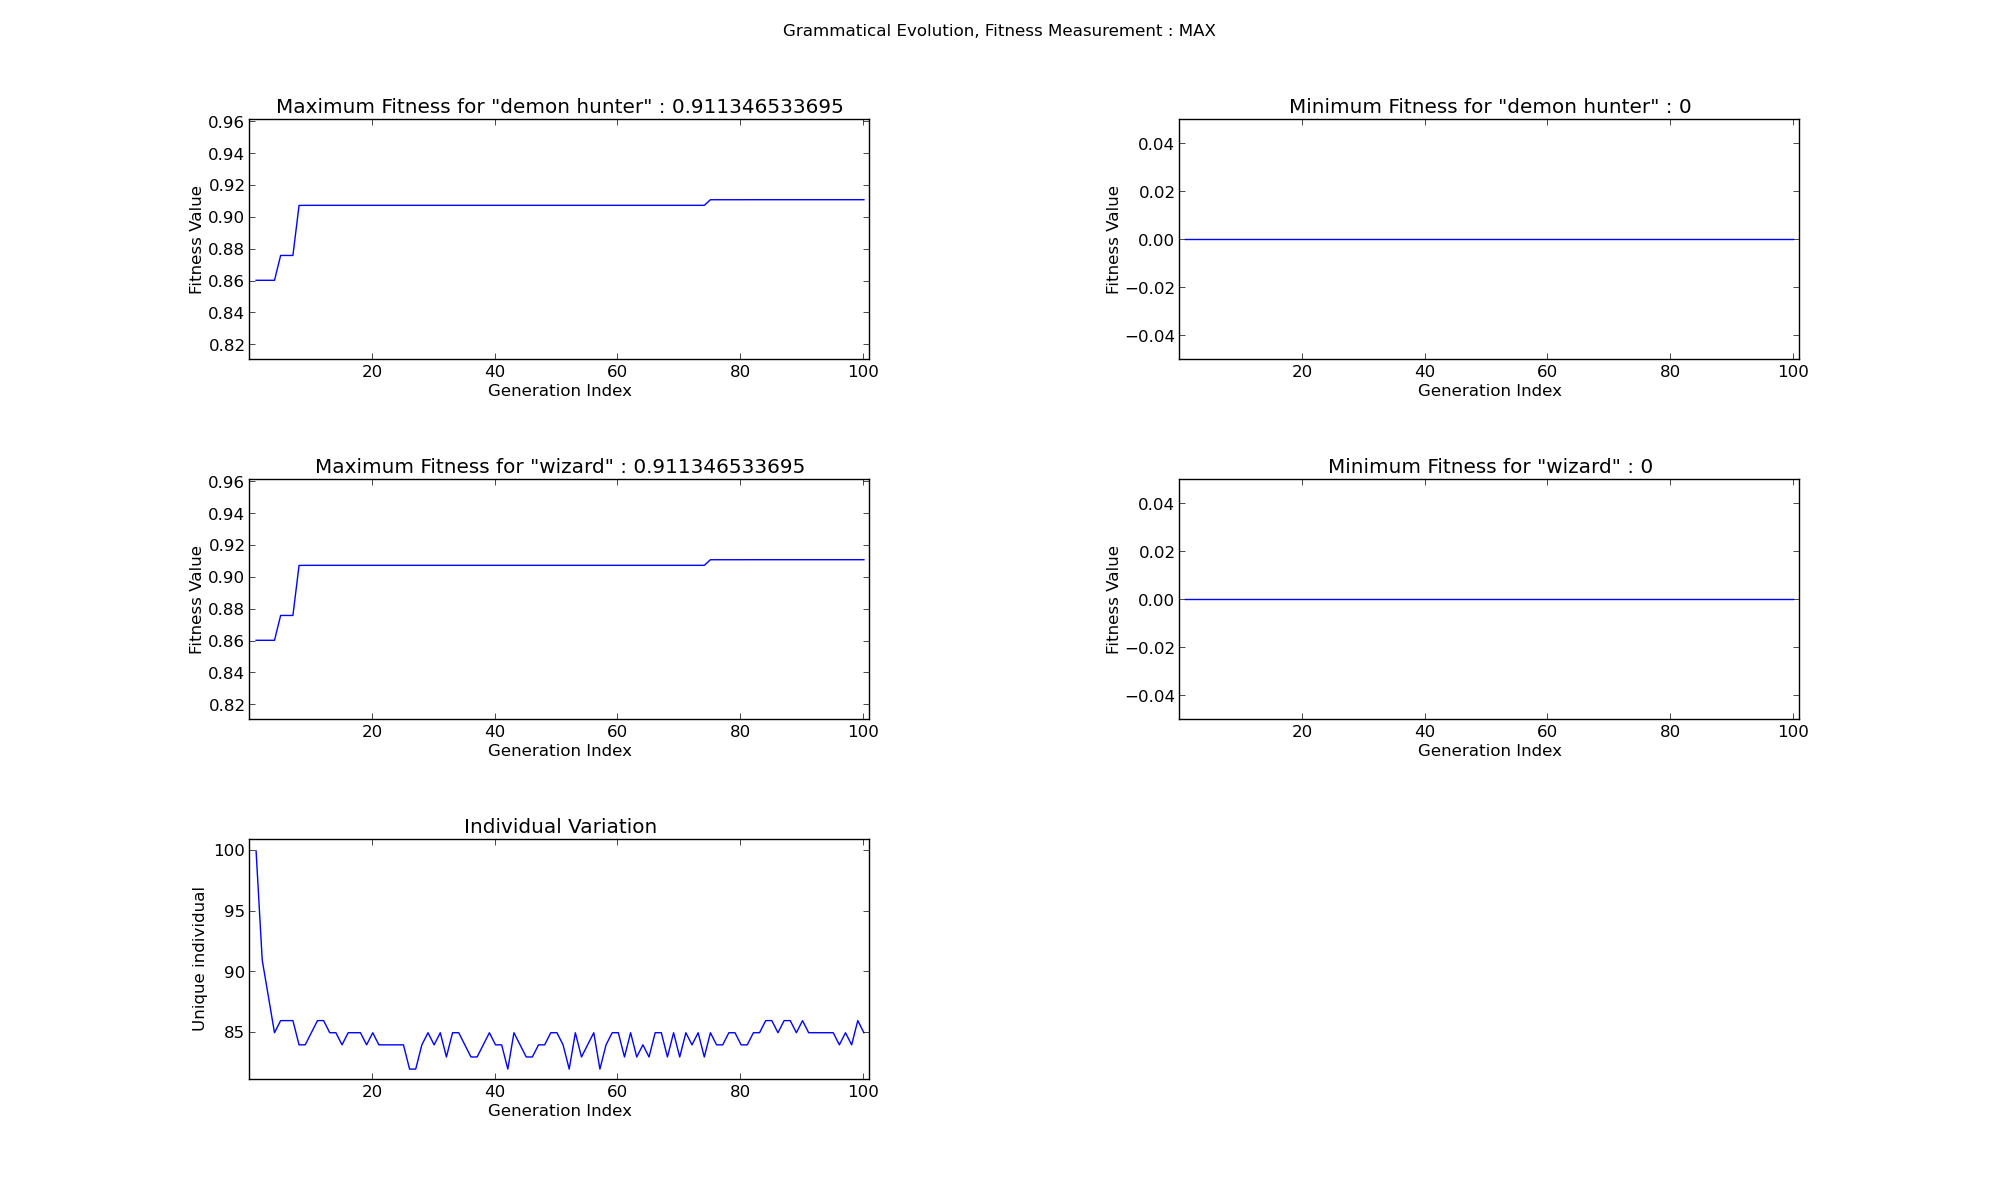 Grammatical Evolution, Fitness Measurement : MAX
Maximum Fitness for "demon hunter" : 0.911346533695
0.96
0.94
0.92
0.90
0.88
0.86
0.84
0.82
Fitness Value
20 40 60 80 100
Generation Index
Minimum Fitness for "demon hunter" : 0
0.04
0.02
0.00
−0.02
−0.04
Fitness Value
20 40 60 80 100
Generation Index
Maximum Fitness for "wizard" : 0.911346533695
0.96
0.94
0.92
0.90
0.88
0.86
0.84
0.82
Fitness Value
20 40 60 80 100
Generation Index
Minimum Fitness for "wizard" : 0
0.04
0.02
0.00
−0.02
−0.04
Fitness Value
20 40 60 80 100
Generation Index
Individual Variation
100
95
90
85
Unique individual
20 40 60 80 100
Generation Index